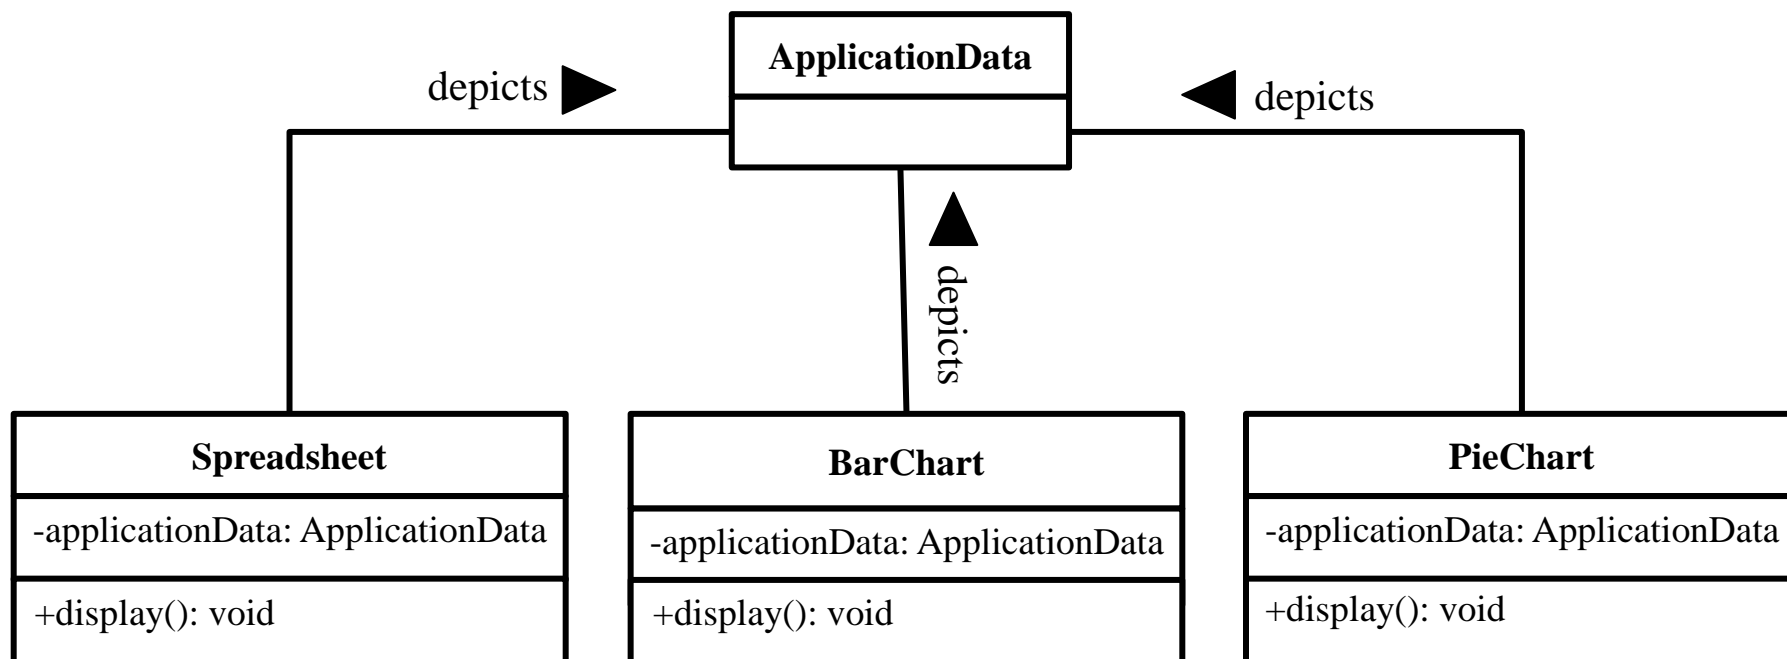 ApplicationData
depicts
depicts
depicts
Spreadsheet
-applicationData: ApplicationData
+display(): void
BarChart
-applicationData: ApplicationData
+display(): void
PieChart
-applicationData: ApplicationData
+display(): void